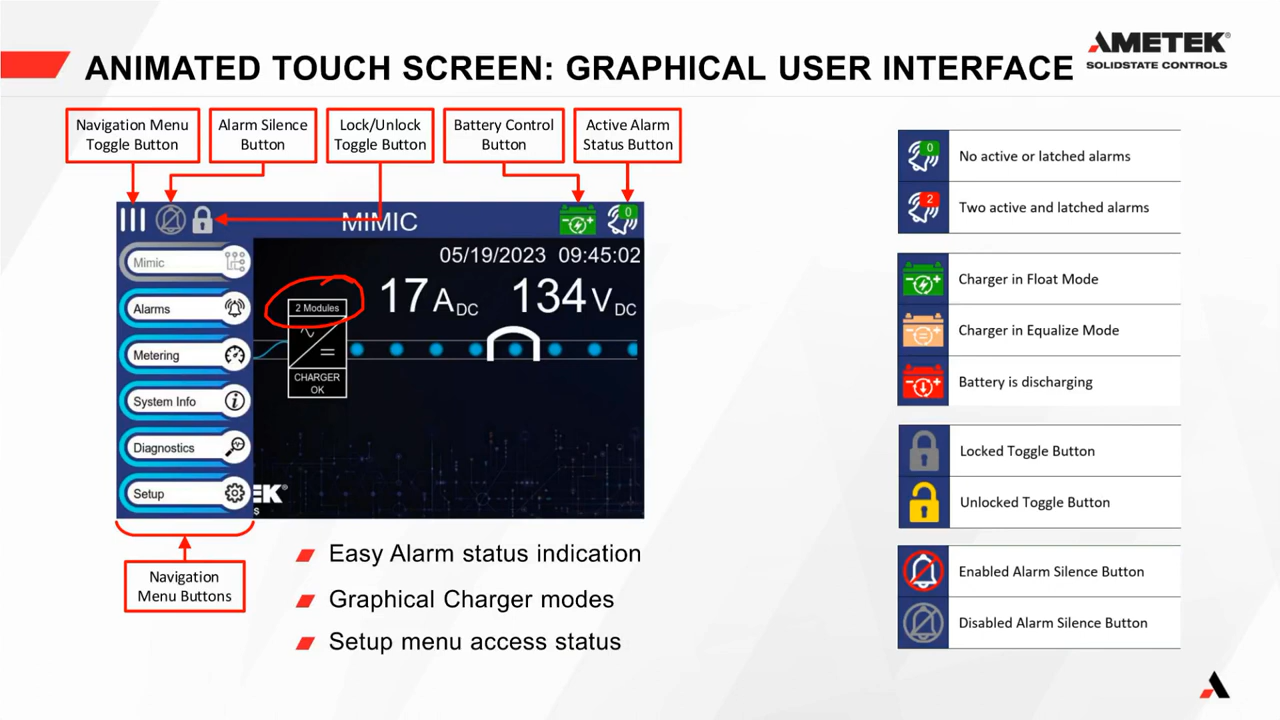 ANIMATED TOUCH SCREEN: GRAPHICAL USER INTERFACE
AMETEK®
SOLIDSTATE CONTROLS
Navigation Menu
Toggle Button
Alarm Silence
Button
Lock/Unlock
Toggle Button
Battery Control
Button
Active Alarm
Status Button
MIMIC
0
05/19/2023 09:45:02
17 ADC 134 VDC
2 Modules
CHARGER
OK
Mimic
Alarms
Metering
System Info
Diagnostics
Setup
EK®
S
Navigation
Menu Buttons
Easy Alarm status indication
Graphical Charger modes
Setup menu access status
0
No active or latched alarms
2
Two active and latched alarms
Charger in Float Mode
Charger in Equalize Mode
Battery is discharging
Locked Toggle Button
Unlocked Toggle Button
Enabled Alarm Silence Button
Disabled Alarm Silence Button